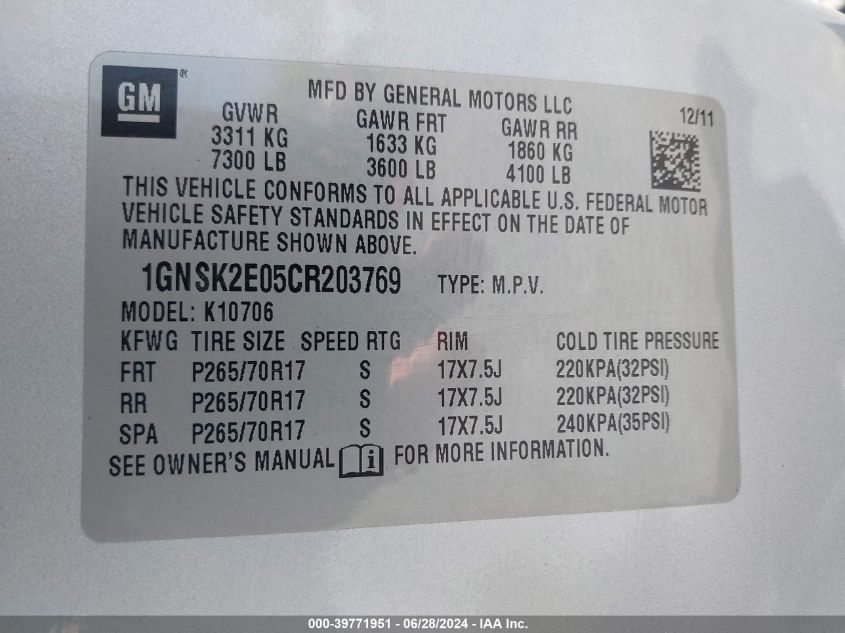 GM ®
MFD BY GENERAL MOTORS LLC
12/11
GVWR GAWR FRT GAWR RR
3311 KG 1633 KG 1860 KG
7300 LB 3600 LB 4100 LB
THIS VEHICLE CONFORMS TO ALL APPLICABLE U.S. FEDERAL MOTOR
VEHICLE SAFETY STANDARDS IN EFFECT ON THE DATE OF
MANUFACTURE SHOWN ABOVE.
1GNSK2E05CR203769 TYPE: M.P.V.
MODEL: K10706
KFWG TIRE SIZE SPEED RTG RIM COLD TIRE PRESSURE
FRT P265/70R17 S 17X7.5J 220KPA(32PSI)
RR P265/70R17 S 17X7.5J 220KPA(32PSI)
SPA P265/70R17 S 17X7.5J 240KPA(35PSI)
SEE OWNER'S MANUAL i FOR MORE INFORMATION.
000-39771951 - 06/28/2024 - IAA Inc.